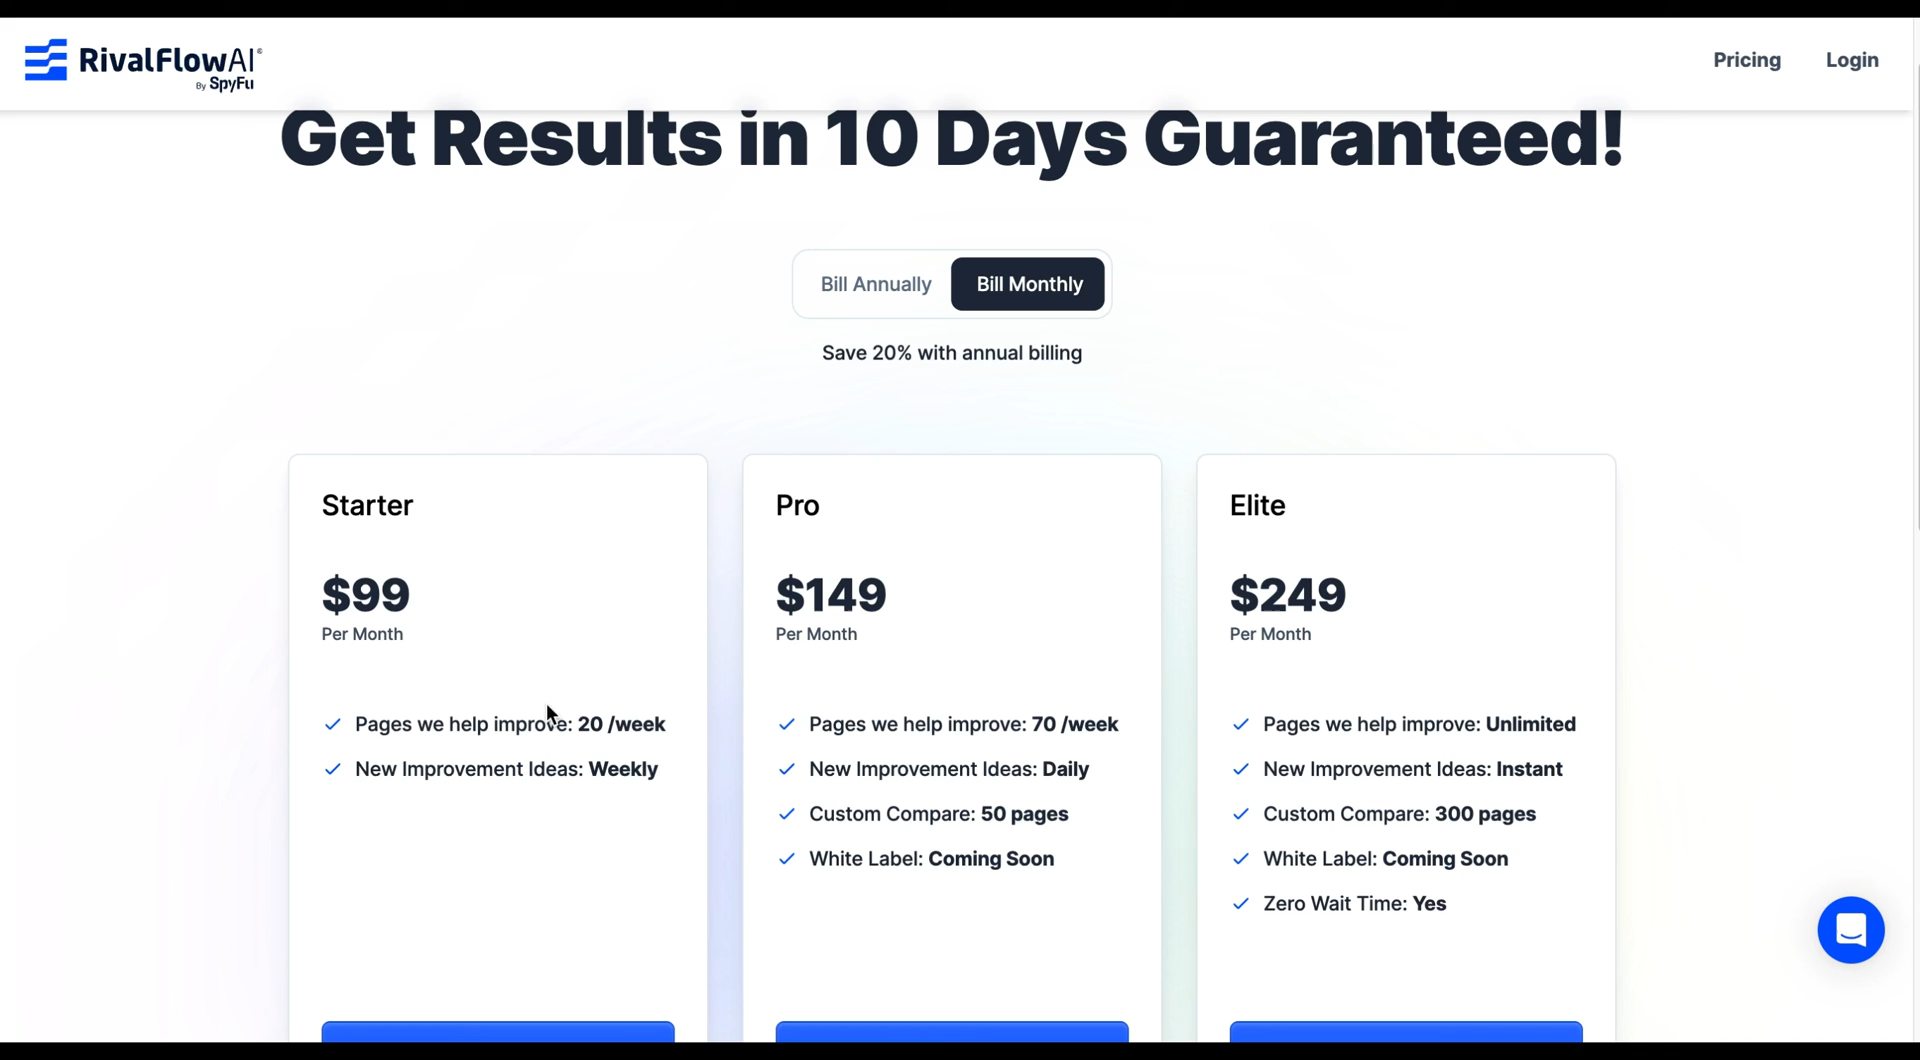 RivalFlowAI®
By SpyFu
Pricing
Login
Get Results in 10 Days Guaranteed!
Bill Annually
Bill Monthly
Save 20% with annual billing
Starter
$99
Per Month
Pages we help improve: 20 /week
New Improvement Ideas: Weekly
Pro
$149
Per Month
Pages we help improve: 70 /week
New Improvement Ideas: Daily
Custom Compare: 50 pages
White Label: Coming Soon
Elite
$249
Per Month
Pages we help improve: Unlimited
New Improvement Ideas: Instant
Custom Compare: 300 pages
White Label: Coming Soon
Zero Wait Time: Yes